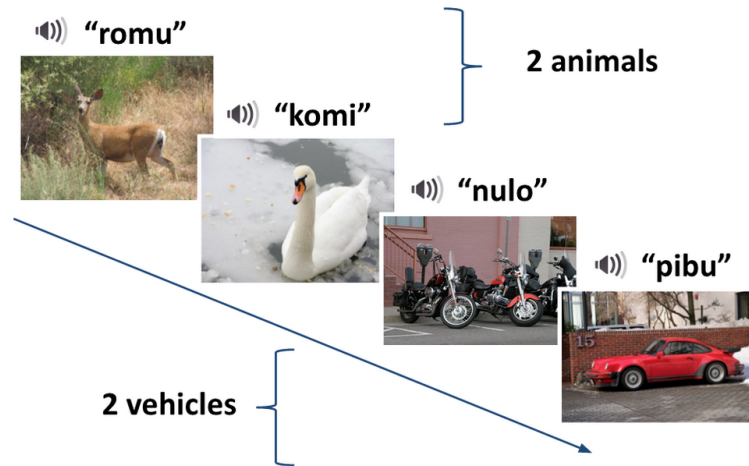 “romu”
2 animals
“komi”
“nulo”
“pibu”
15
2 vehicles